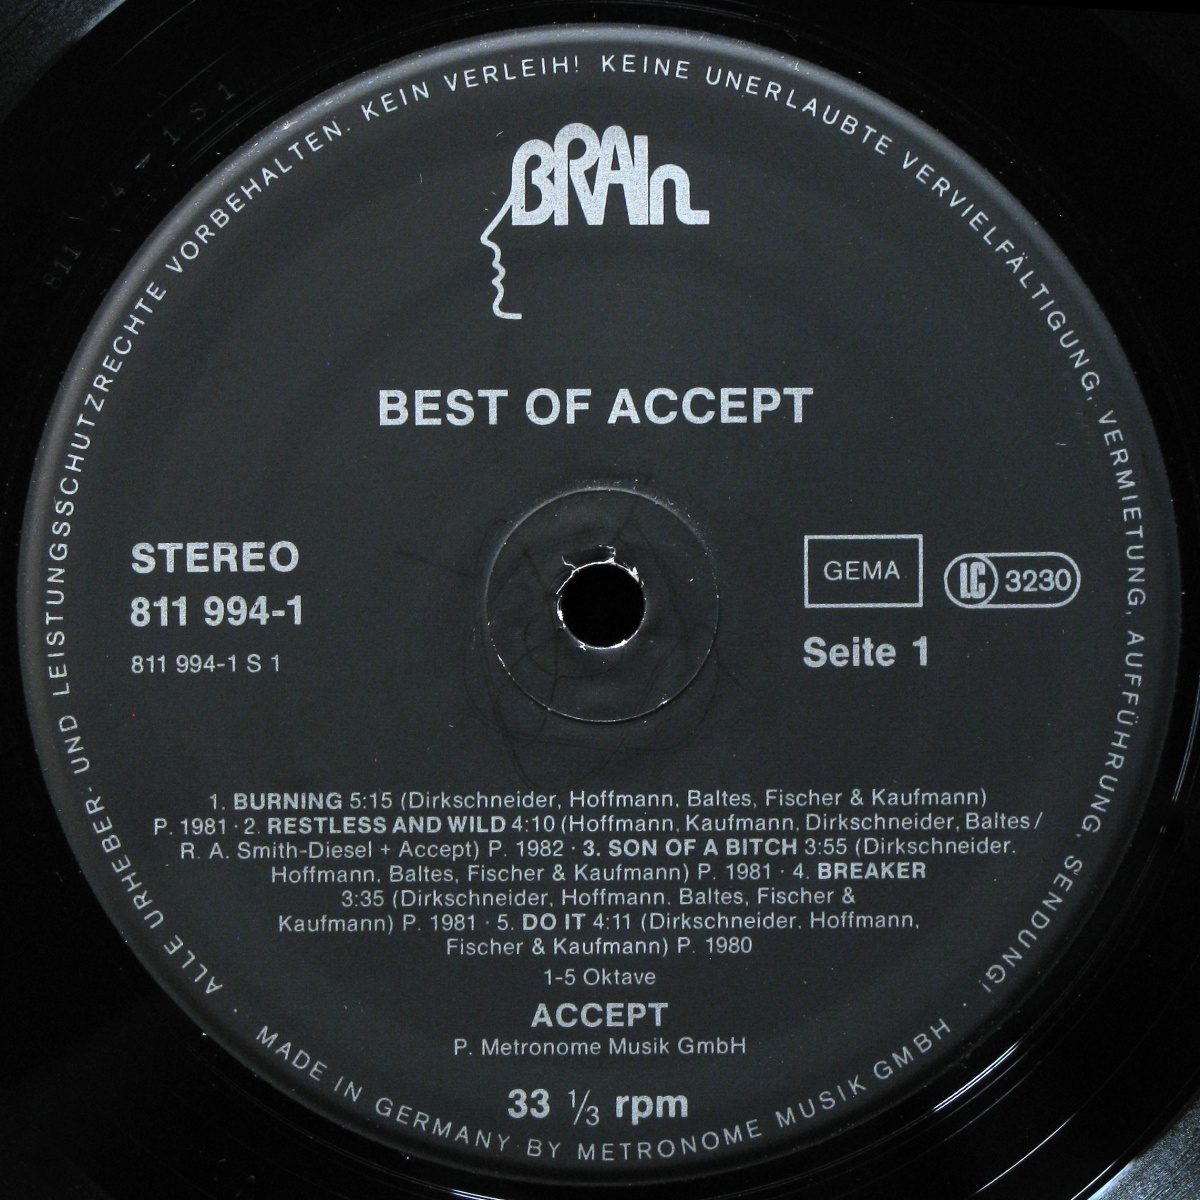 ALLE URHEBER- UND LEISTUNGSSCHUTZRECHTE VORBEHALTEN. KEIN VERLEIH! KEINE UNERLAUBTE VERVIELFÄLTIGUNG, VERMIETUNG, AUFFÜHRUNG, SENDUNG!
BRAIN
BEST OF ACCEPT
STEREO
811 994-1
811 994-1 S 1
GEMA
LC 3230
Seite 1
1. BURNING 5:15 (Dirkschneider, Hoffmann, Baltes, Fischer & Kaufmann)
P. 1981 · 2. RESTLESS AND WILD 4:10 (Hoffmann, Kaufmann, Dirkschneider, Baltes /
R. A. Smith-Diesel + Accept) P. 1982 · 3. SON OF A BITCH 3:55 (Dirkschneider.
Hoffmann, Baltes, Fischer & Kaufmann) P. 1981 · 4. BREAKER
3:35 (Dirkschneider, Hoffmann. Baltes, Fischer &
Kaufmann) P. 1981 · 5. DO IT 4:11 (Dirkschneider, Hoffmann,
Fischer & Kaufmann) P. 1980
1-5 Oktave
ACCEPT
P. Metronome Musik GmbH
33 1/3 rpm
· MADE IN GERMANY BY METRONOME MUSIK GMBH ·